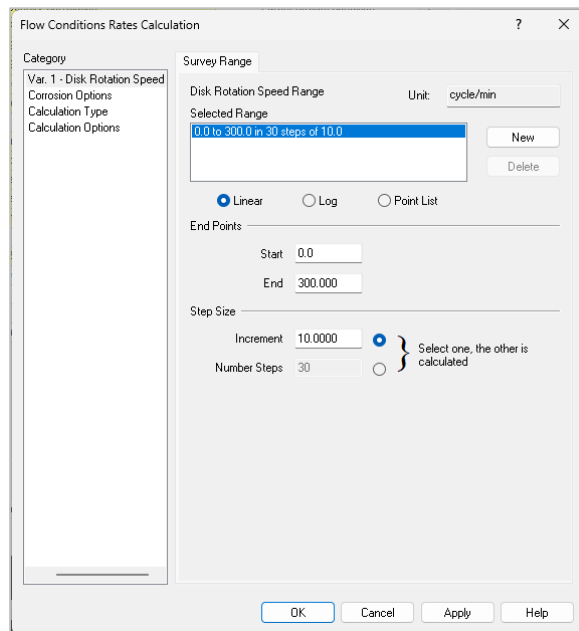 Flow Conditions Rates Calculation ? ×
Category
Var. 1 - Disk Rotation Speed
Corrosion Options
Calculation Type
Calculation Options
Survey Range
Disk Rotation Speed Range
Unit: cycle/min
Selected Range
0.0 to 300.0 in 30 steps of 10.0
New
Delete
Linear Log Point List
End Points
Start 0.0
End 300.000
Step Size
Increment 10.0000
Number Steps 30
} Select one, the other is
calculated
OK Cancel Apply Help